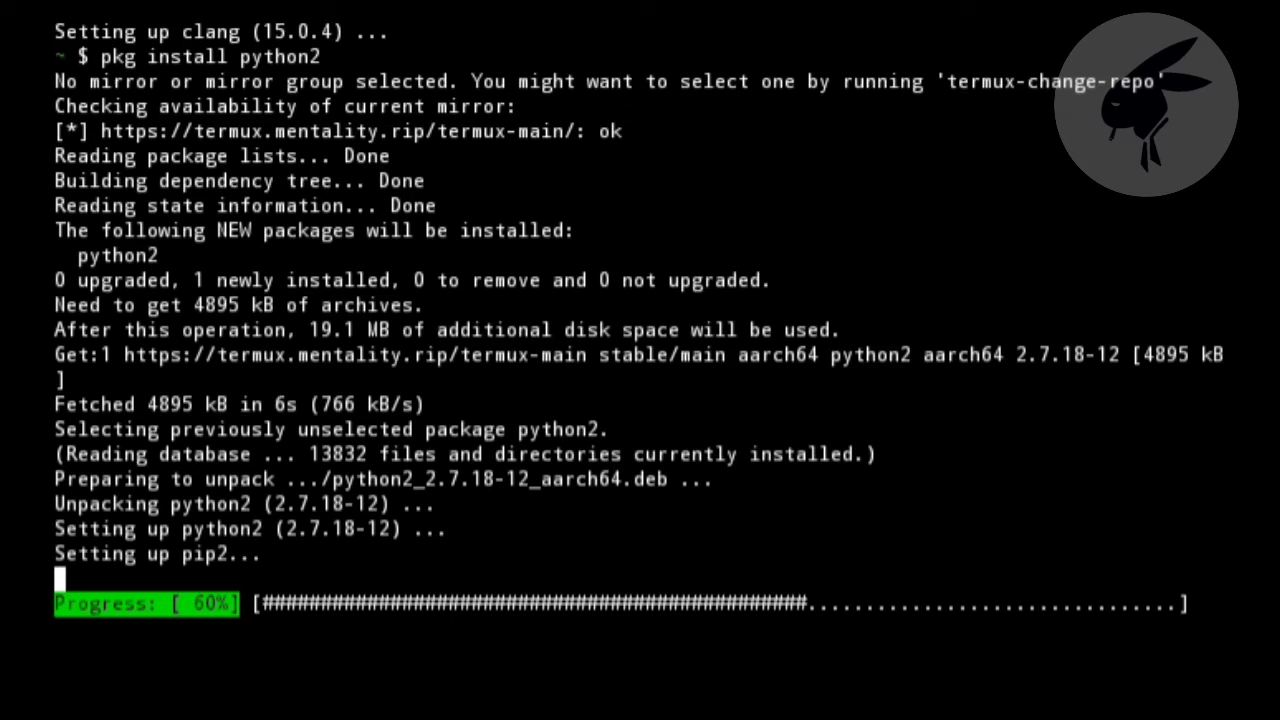 Setting up clang (15.0.4) ...
~ $ pkg install python2
No mirror or mirror group selected. You might want to select one by running 'termux-change-repo'
Checking availability of current mirror:
[*] https://termux.mentality.rip/termux-main/: ok
Reading package lists... Done
Building dependency tree... Done
Reading state information... Done
The following NEW packages will be installed:
  python2
0 upgraded, 1 newly installed, 0 to remove and 0 not upgraded.
Need to get 4895 kB of archives.
After this operation, 19.1 MB of additional disk space will be used.
Get:1 https://termux.mentality.rip/termux-main stable/main aarch64 python2 aarch64 2.7.18-12 [4895 kB
]
Fetched 4895 kB in 6s (766 kB/s)
Selecting previously unselected package python2.
(Reading database ... 13832 files and directories currently installed.)
Preparing to unpack .../python2_2.7.18-12_aarch64.deb ...
Unpacking python2 (2.7.18-12) ...
Setting up python2 (2.7.18-12) ...
Setting up pip2...
Progress: [ 60%] [###############################################................................]